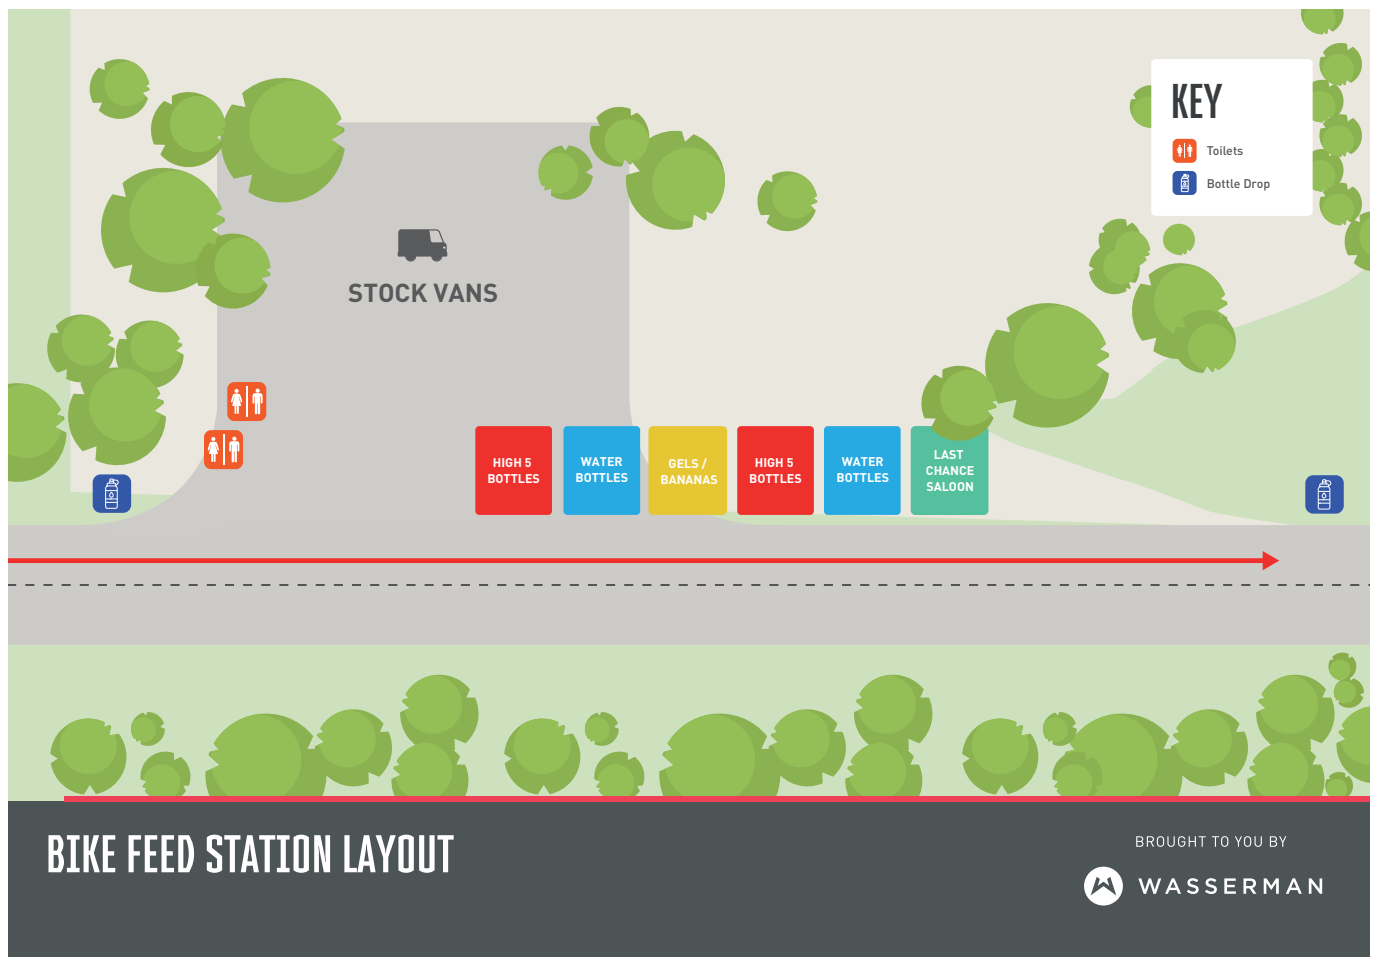 KEY
Toilets
Bottle Drop
STOCK VANS
HIGH 5
BOTTLES
WATER
BOTTLES
GELS /
BANANAS
HIGH 5
BOTTLES
WATER
BOTTLES
LAST
CHANCE
SALOON
BIKE FEED STATION LAYOUT
BROUGHT TO YOU BY
WASSERMAN